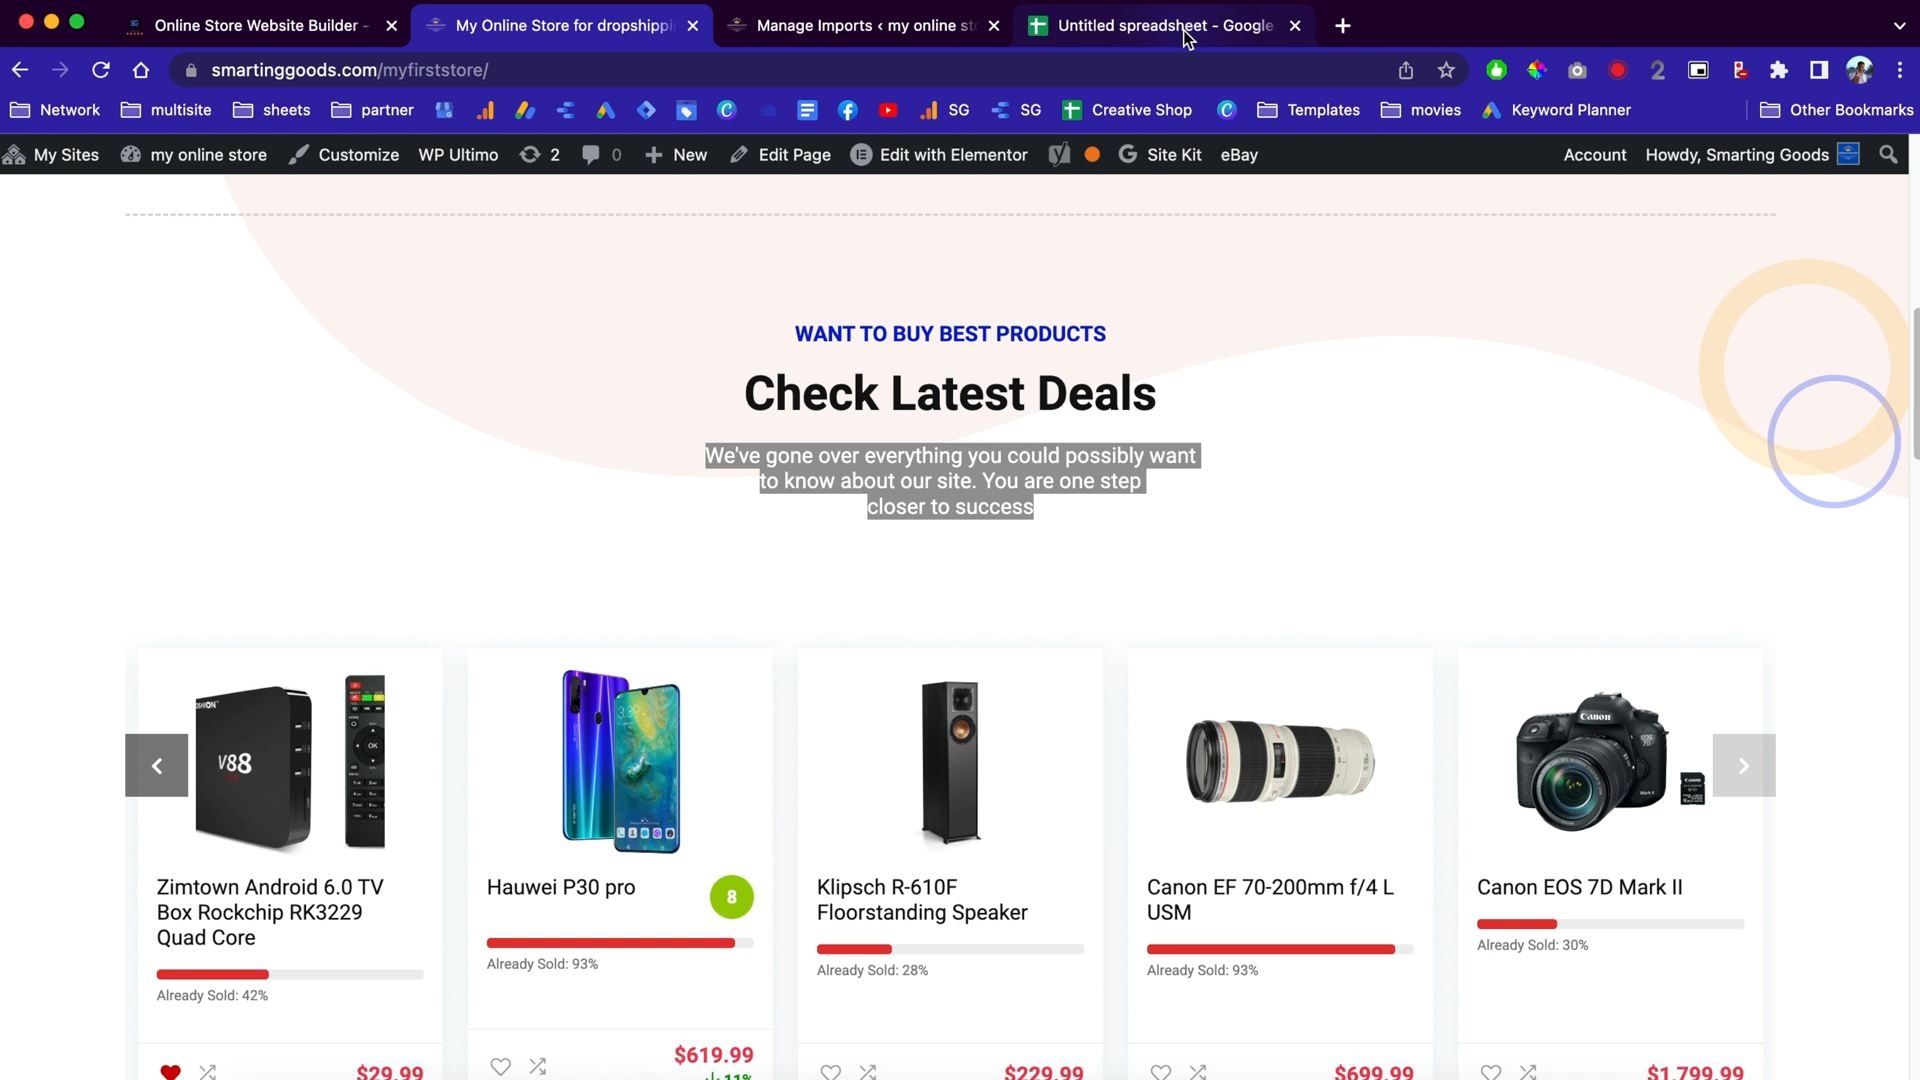 Online Store Website Builder -
My Online Store for dropshippi
Manage Imports ‹ my online st
Untitled spreadsheet - Google
smartinggoods.com/myfirststore/
Network
multisite
sheets
partner
SG
SG
Creative Shop
Templates
movies
Keyword Planner
Other Bookmarks
My Sites
my online store
Customize
WP Ultimo
2
0
New
Edit Page
Edit with Elementor
Site Kit
eBay
Account
Howdy, Smarting Goods
WANT TO BUY BEST PRODUCTS
Check Latest Deals
We've gone over everything you could possibly want
to know about our site. You are one step
closer to success
V88
Canon
Zimtown Android 6.0 TV
Box Rockchip RK3229
Quad Core
Already Sold: 42%
$29.99
Hauwei P30 pro
8
Already Sold: 93%
$619.99
11%
Klipsch R-610F
Floorstanding Speaker
Already Sold: 28%
$229.99
Canon EF 70-200mm f/4 L
USM
Already Sold: 93%
$699.99
Canon EOS 7D Mark II
Already Sold: 30%
$1,799.99